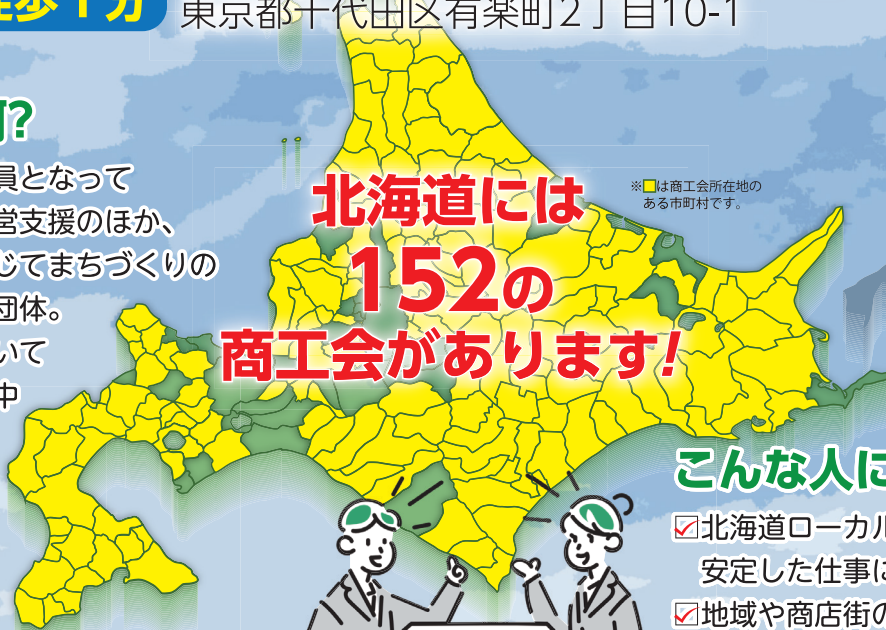 徒歩1分
東京都千代田区有楽町2丁目10-1
何?
員となって
営支援のほか、
じてまちづくりの
団体。
いて
中
※□は商工会所在地の
ある市町村です。
北海道には
152の
商工会があります!
こんな人に
☑北海道ローカル
安定した仕事に
☑地域や商店街の